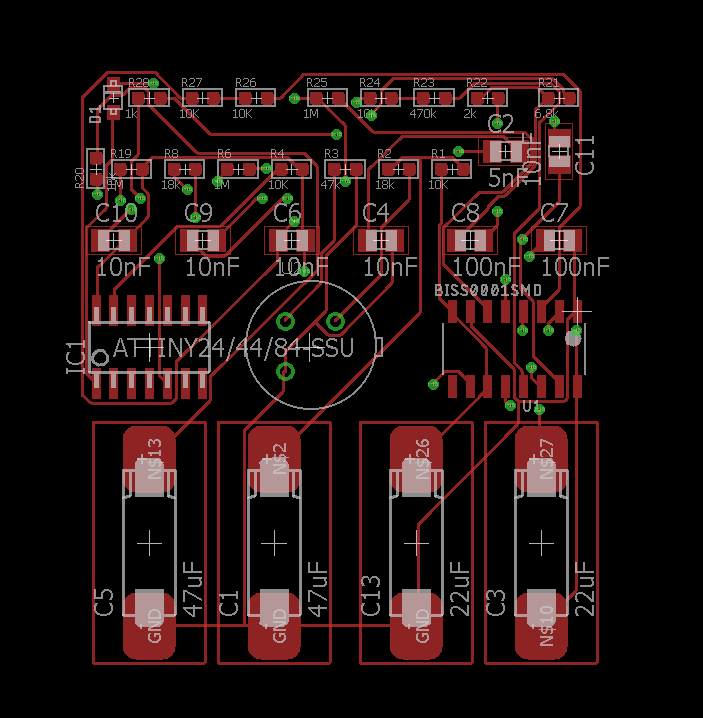 R28 R27 R26 R25 R24 R23 R22 R21
1k 10K 10K 1M 10K 470k 2k 6,8k
D1
C2
10nF
C11
5nF
R19 R8 R6 R4 R3 R2 R1
R20
1M 18k 1M 10K 47k 18k 10K
C10 C9 C6 C4 C8 C7
10nF 10nF 10nF 10nF 100nF 100nF
BISS0001SMD
IC1
ATTINY24/44/84-SSU
U1
N$13 N$2 N$26 N$27
C5 47uF C1 47uF C13 22uF C3 22uF
GND GND GND N$10